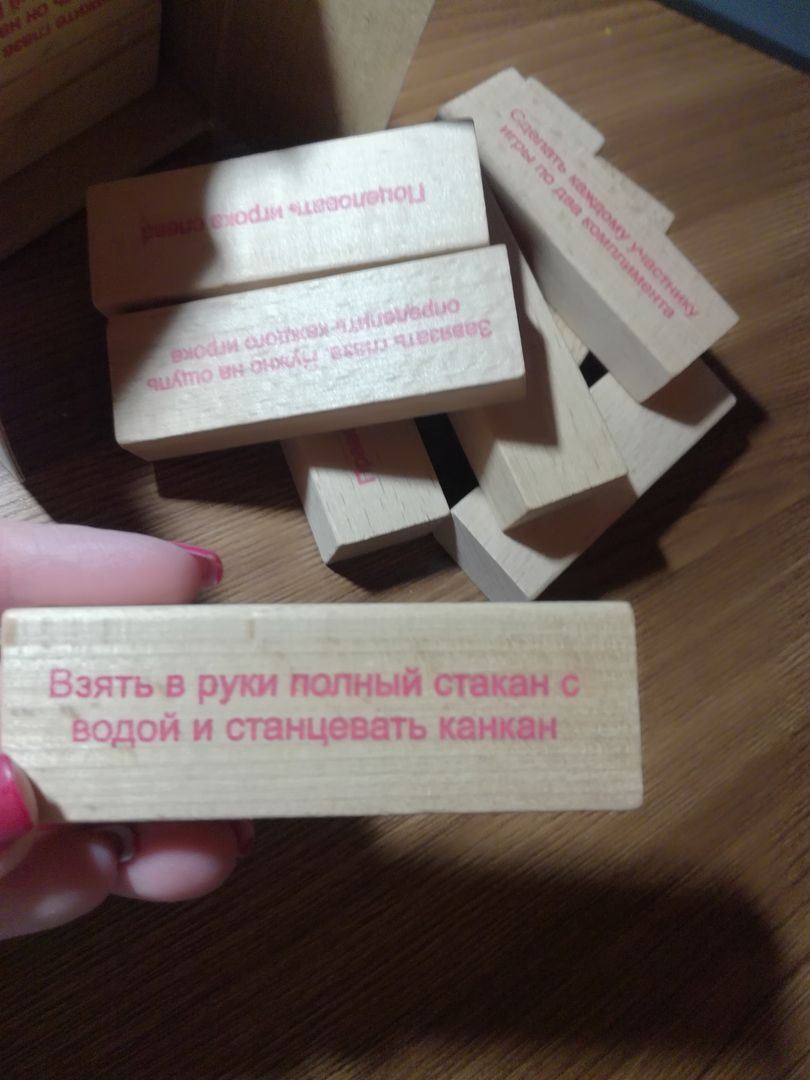 Сделать каждому участнику
игры по два комплимента
Поцеловать игрока слева
Завязать глаза. Нужно на ощупь
определить каждого игрока
Взять в руки полный стакан с
водой и станцевать канкан